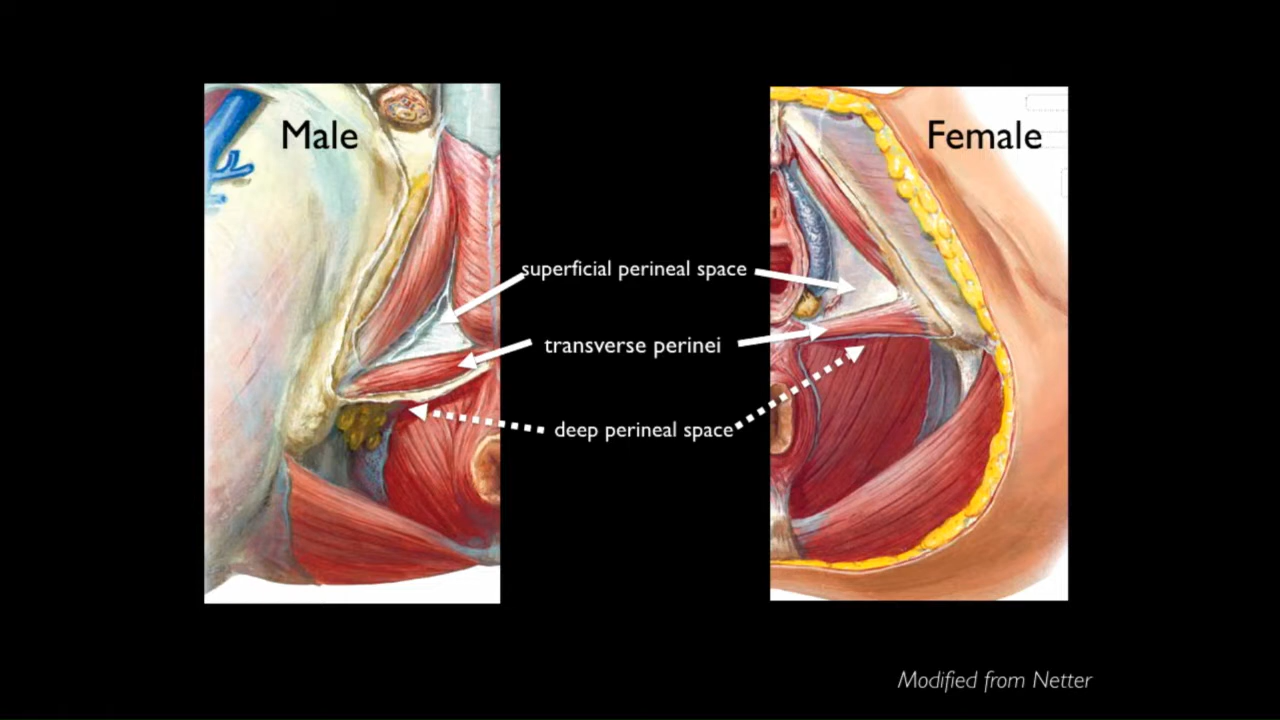 Male
Female
superficial perineal space
transverse perinei
deep perineal space
Modified from Netter